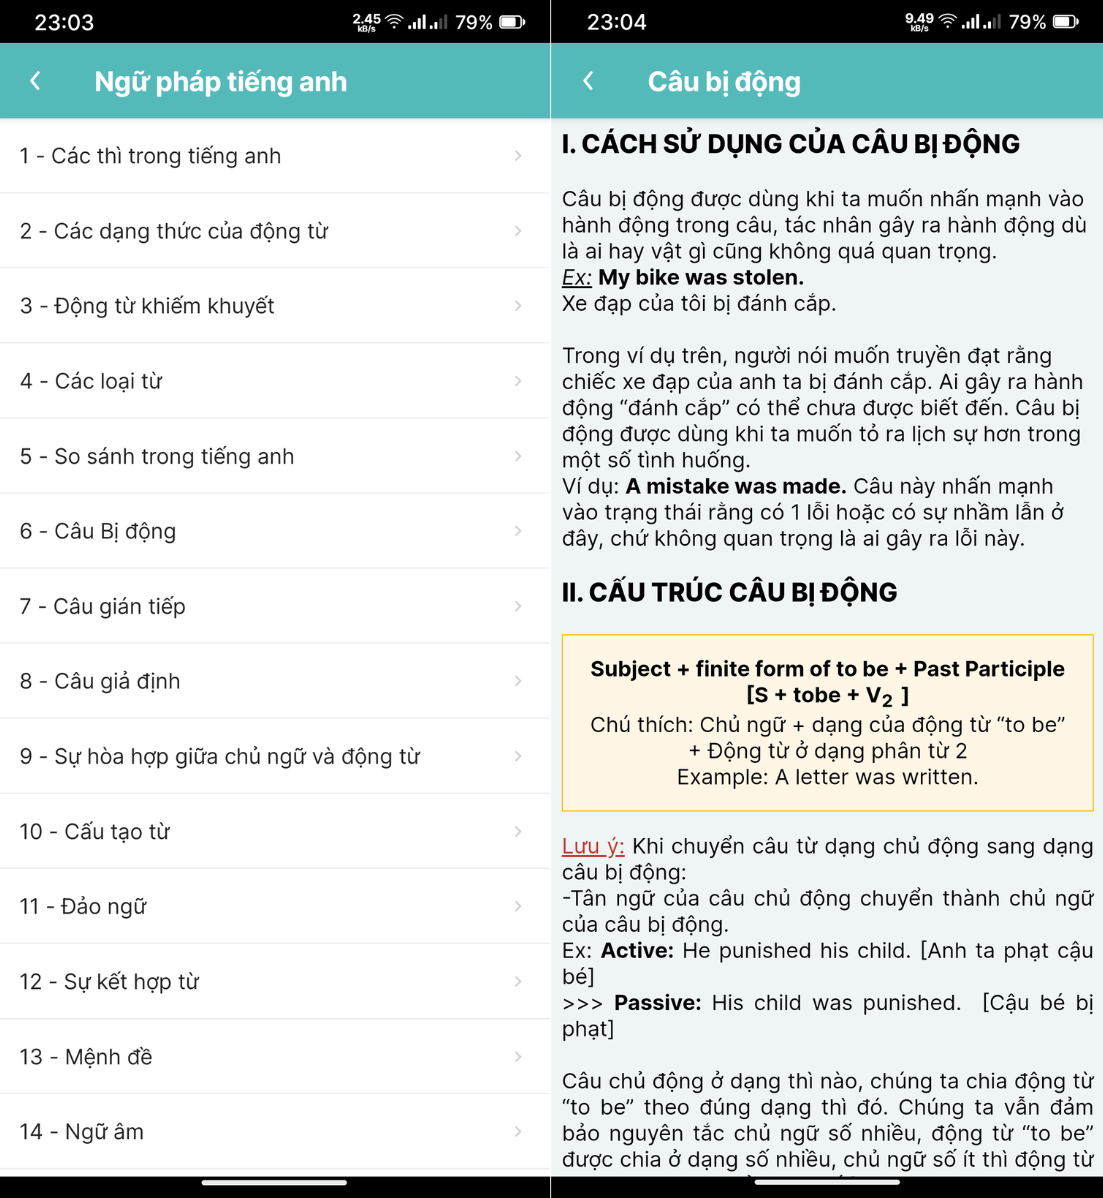 23:03
2.45
kB/s
79%
Ngữ pháp tiếng anh
1 - Các thì trong tiếng anh
2 - Các dạng thức của động từ
3 - Động từ khiếm khuyết
4 - Các loại từ
5 - So sánh trong tiếng anh
6 - Câu Bị động
7 - Câu gián tiếp
8 - Câu giả định
9 - Sự hòa hợp giữa chủ ngữ và động từ
10 - Cấu tạo từ
11 - Đảo ngữ
12 - Sự kết hợp từ
13 - Mệnh đề
14 - Ngữ âm
23:04
9.49
kB/s
79%
Câu bị động
I. CÁCH SỬ DỤNG CỦA CÂU BỊ ĐỘNG
Câu bị động được dùng khi ta muốn nhấn mạnh vào
hành động trong câu, tác nhân gây ra hành động dù
là ai hay vật gì cũng không quá quan trọng.
Ex: My bike was stolen.
Xe đạp của tôi bị đánh cắp.
Trong ví dụ trên, người nói muốn truyền đạt rằng
chiếc xe đạp của anh ta bị đánh cắp. Ai gây ra hành
động “đánh cắp” có thể chưa được biết đến. Câu bị
động được dùng khi ta muốn tỏ ra lịch sự hơn trong
một số tình huống.
Ví dụ: A mistake was made. Câu này nhấn mạnh
vào trạng thái rằng có 1 lỗi hoặc có sự nhầm lẫn ở
đây, chứ không quan trọng là ai gây ra lỗi này.
II. CẤU TRÚC CÂU BỊ ĐỘNG
Subject + finite form of to be + Past Participle
[S + tobe + V2 ]
Chú thích: Chủ ngữ + dạng của động từ “to be”
+ Động từ ở dạng phân từ 2
Example: A letter was written.
Lưu ý: Khi chuyển câu từ dạng chủ động sang dạng
câu bị động:
-Tân ngữ của câu chủ động chuyển thành chủ ngữ
của câu bị động.
Ex: Active: He punished his child. [Anh ta phạt cậu
bé]
>>> Passive: His child was punished. [Cậu bé bị
phạt]
Câu chủ động ở dạng thì nào, chúng ta chia động từ
“to be” theo đúng dạng thì đó. Chúng ta vẫn đảm
bảo nguyên tắc chủ ngữ số nhiều, động từ “to be”
được chia ở dạng số nhiều, chủ ngữ số ít thì động từ